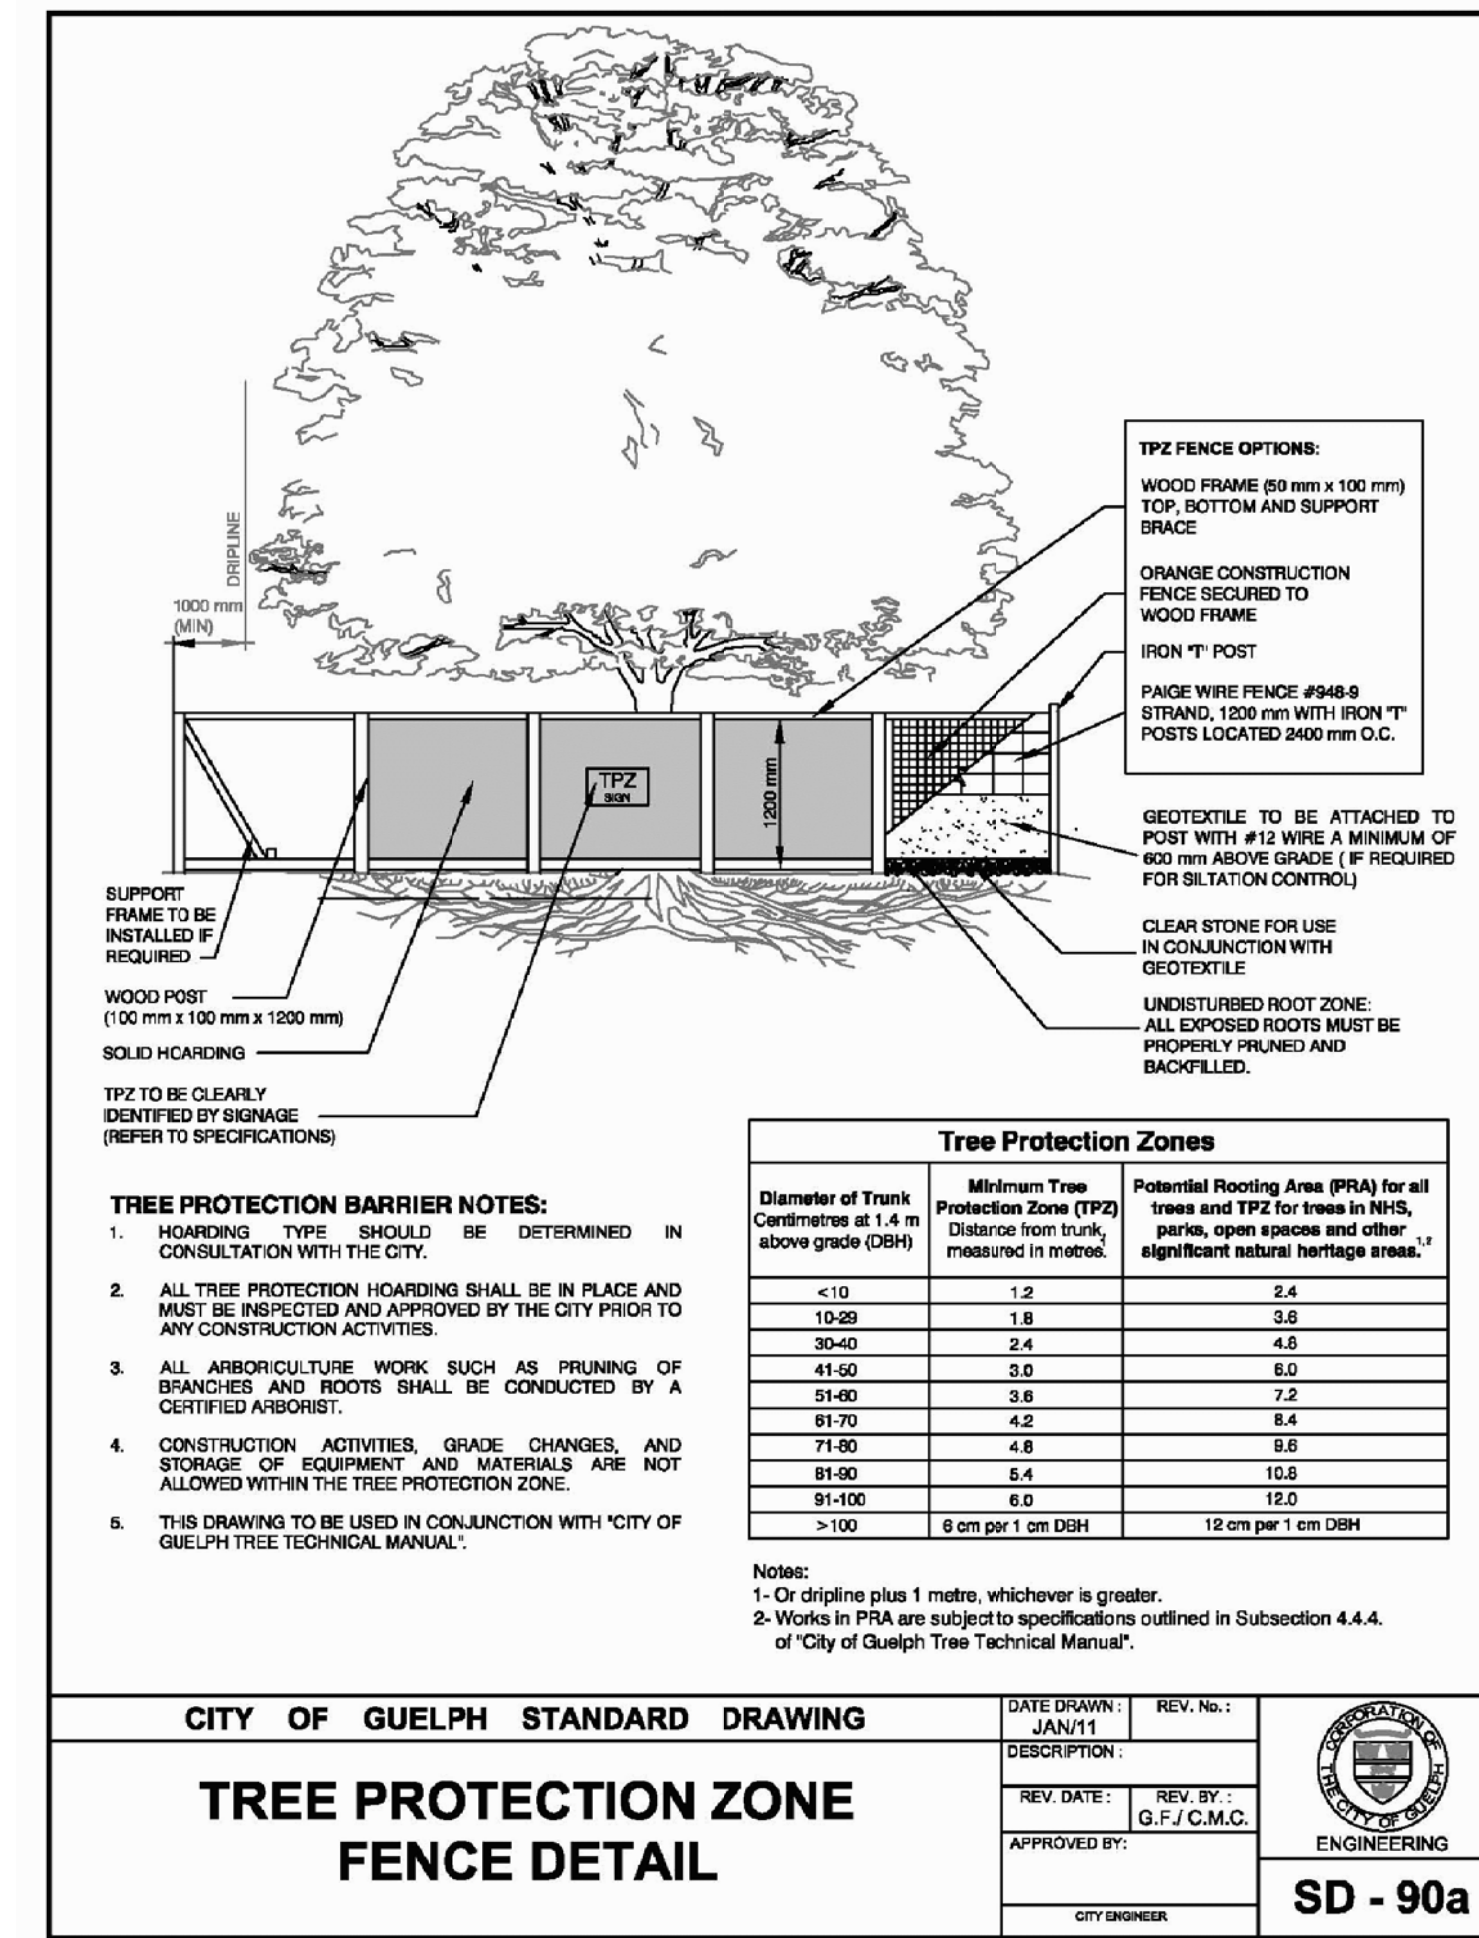 DRIPLINE
1000 mm
(MIN)
TPZ FENCE OPTIONS:
WOOD FRAME (50 mm x 100 mm)
TOP, BOTTOM AND SUPPORT
BRACE
ORANGE CONSTRUCTION
FENCE SECURED TO
WOOD FRAME
IRON "T" POST
PAIGE WIRE FENCE #948-9
STRAND, 1200 mm WITH IRON "T"
POSTS LOCATED 2400 mm O.C.
TPZ
SIGN
1200 mm
GEOTEXTILE TO BE ATTACHED TO
POST WITH #12 WIRE A MINIMUM OF
600 mm ABOVE GRADE ( IF REQUIRED
FOR SILTATION CONTROL)
CLEAR STONE FOR USE
IN CONJUNCTION WITH
GEOTEXTILE
UNDISTURBED ROOT ZONE:
ALL EXPOSED ROOTS MUST BE
PROPERLY PRUNED AND
BACKFILLED.
SUPPORT
FRAME TO BE
INSTALLED IF
REQUIRED
WOOD POST
(100 mm x 100 mm x 1200 mm)
SOLID HOARDING
TPZ TO BE CLEARLY
IDENTIFIED BY SIGNAGE
(REFER TO SPECIFICATIONS)
TREE PROTECTION BARRIER NOTES:
1. HOARDING TYPE SHOULD BE DETERMINED IN
CONSULTATION WITH THE CITY.
2. ALL TREE PROTECTION HOARDING SHALL BE IN PLACE AND
MUST BE INSPECTED AND APPROVED BY THE CITY PRIOR TO
ANY CONSTRUCTION ACTIVITIES.
3. ALL ARBORICULTURE WORK SUCH AS PRUNING OF
BRANCHES AND ROOTS SHALL BE CONDUCTED BY A
CERTIFIED ARBORIST.
4. CONSTRUCTION ACTIVITIES, GRADE CHANGES, AND
STORAGE OF EQUIPMENT AND MATERIALS ARE NOT
ALLOWED WITHIN THE TREE PROTECTION ZONE.
5. THIS DRAWING TO BE USED IN CONJUNCTION WITH "CITY OF
GUELPH TREE TECHNICAL MANUAL".
Tree Protection Zones
Diameter of Trunk
Centimetres at 1.4 m
above grade (DBH)
Minimum Tree
Protection Zone (TPZ)
Distance from trunk,
measured in metres.1
Potential Rooting Area (PRA) for all
trees and TPZ for trees in NHS,
parks, open spaces and other
significant natural heritage areas.1,2
<10 1.2 2.4
10-29 1.8 3.6
30-40 2.4 4.8
41-50 3.0 6.0
51-60 3.6 7.2
61-70 4.2 8.4
71-80 4.8 9.6
81-90 5.4 10.8
91-100 6.0 12.0
>100 6 cm per 1 cm DBH 12 cm per 1 cm DBH
Notes:
1- Or dripline plus 1 metre, whichever is greater.
2- Works in PRA are subject to specifications outlined in Subsection 4.4.4.
of "City of Guelph Tree Technical Manual".
CITY OF GUELPH STANDARD DRAWING
TREE PROTECTION ZONE
FENCE DETAIL
DATE DRAWN :
JAN/11
REV. No. :
DESCRIPTION :
REV. DATE :
REV. BY. :
G.F./ C.M.C.
APPROVED BY:
CITY ENGINEER
CORPORATION OF
THE CITY OF GUELPH
ENGINEERING
SD - 90a